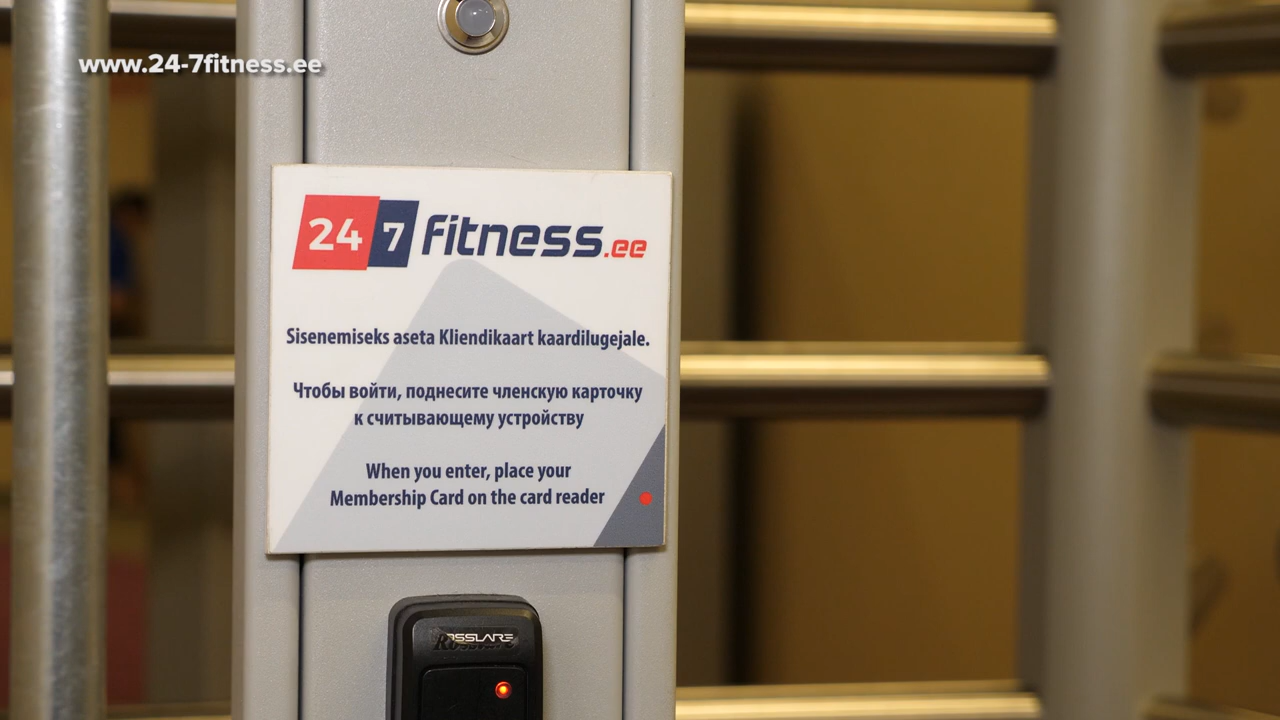 www.24-7fitness.ee
24 7 fitness.ee
Sisenemiseks aseta Kliendikaart kaardilugejale.
Чтобы войти, поднесите членскую карточку
к считывающему устройству
When you enter, place your
Membership Card on the card reader
ROSSLARE